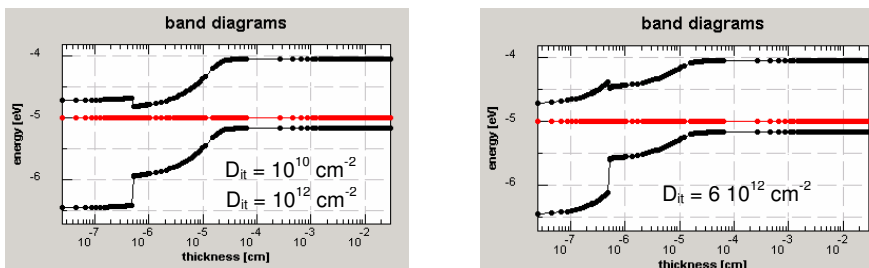 band diagrams
-4
-5
-6
energy [eV]
D_it = 10^10 cm^-2
D_it = 10^12 cm^-2
10^-7 10^-6 10^-5 10^-4 10^-3 10^-2
thickness [cm]
band diagrams
-4
-5
-6
energy [eV]
D_it = 6 10^12 cm^-2
10^-7 10^-6 10^-5 10^-4 10^-3 10^-2
thickness [cm]